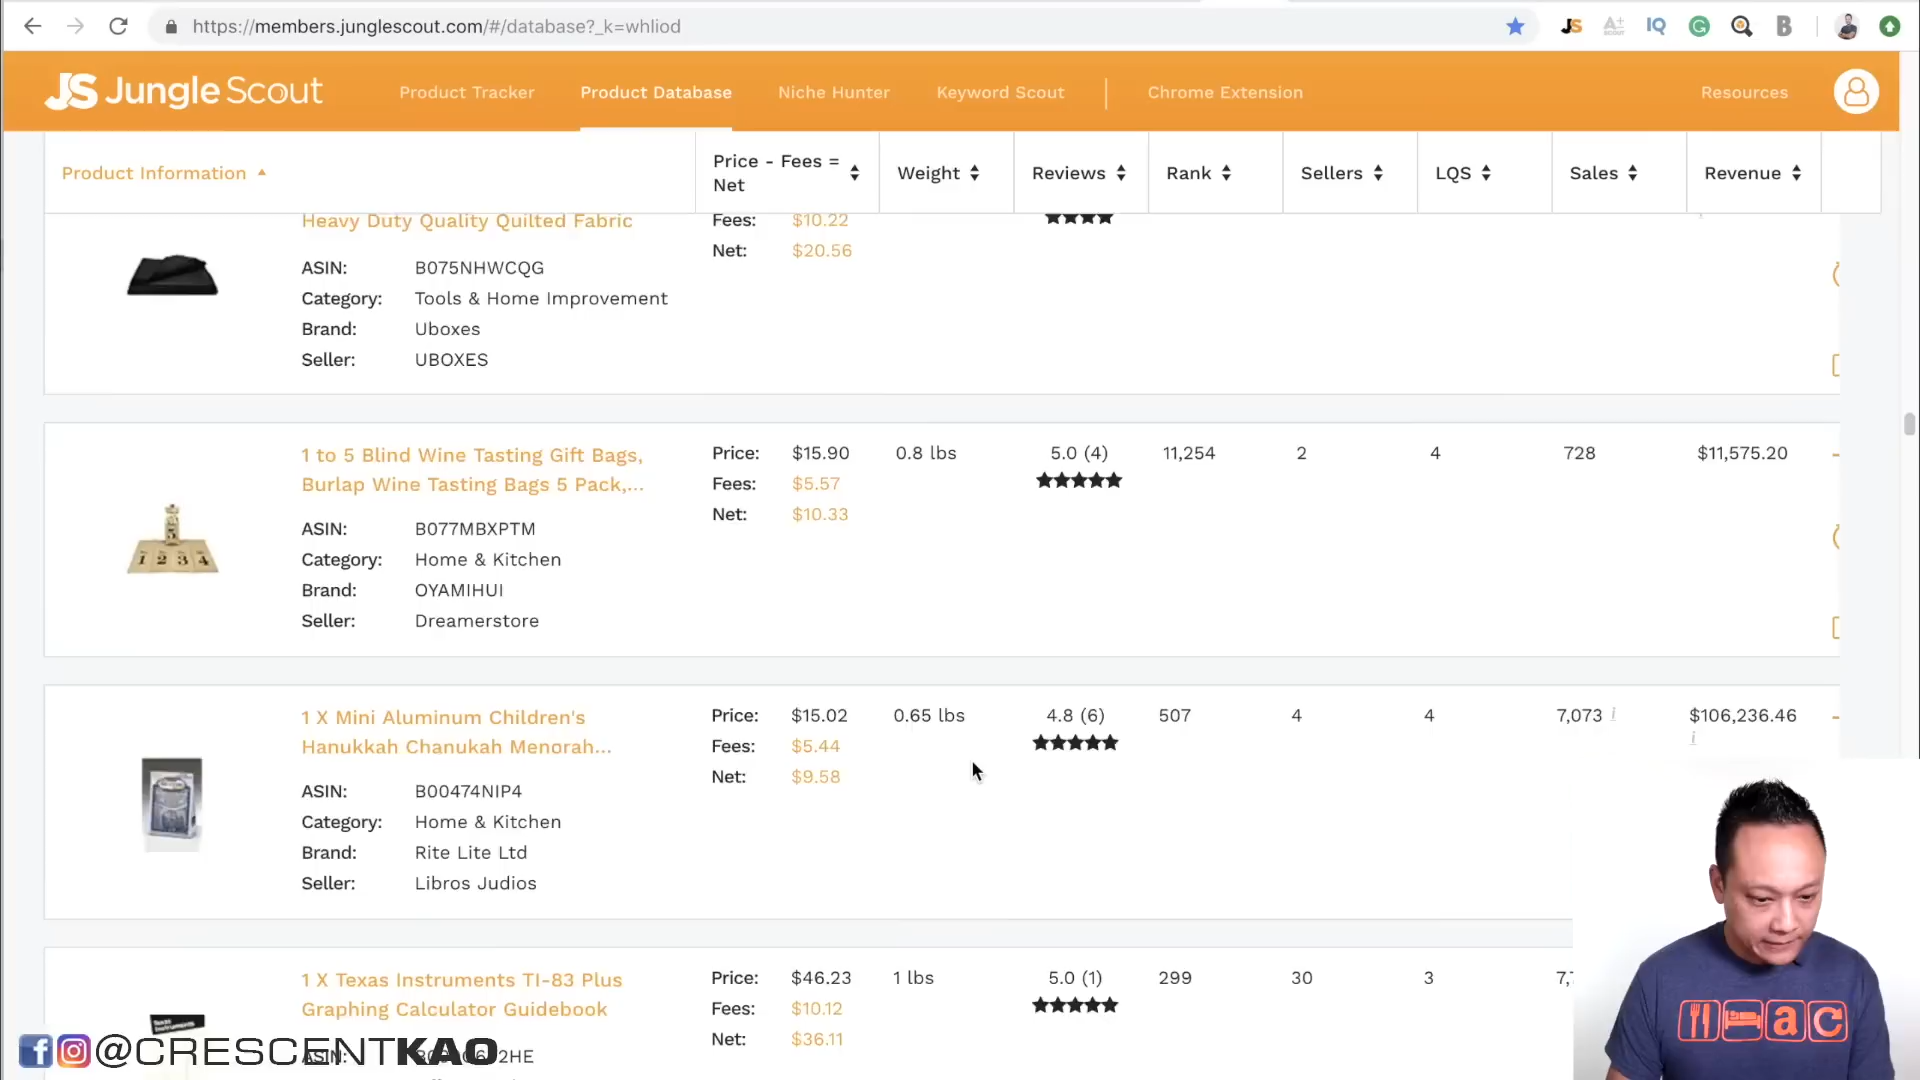 https://members.junglescout.com/#/database?_k=whliod
JS Jungle Scout
Product Tracker
Product Database
Niche Hunter
Keyword Scout
Chrome Extension
Resources
Product Information
Price - Fees =
Net
Weight
Reviews
Rank
Sellers
LQS
Sales
Revenue
Heavy Duty Quality Quilted Fabric
Fees: $10.22
Net: $20.56
ASIN: B075NHWCQG
Category: Tools & Home Improvement
Brand: Uboxes
Seller: UBOXES
1 to 5 Blind Wine Tasting Gift Bags,
Burlap Wine Tasting Bags 5 Pack,...
Price: $15.90 0.8 lbs 5.0 (4) 11,254 2 4 728 $11,575.20
Fees: $5.57
Net: $10.33
ASIN: B077MBXPTM
Category: Home & Kitchen
Brand: OYAMIHUI
Seller: Dreamerstore
1 X Mini Aluminum Children's
Hanukkah Chanukah Menorah...
Price: $15.02 0.65 lbs 4.8 (6) 507 4 4 7,073 i $106,236.46
i
Fees: $5.44
Net: $9.58
ASIN: B00474NIP4
Category: Home & Kitchen
Brand: Rite Lite Ltd
Seller: Libros Judios
1 X Texas Instruments TI-83 Plus
Graphing Calculator Guidebook
Price: $46.23 1 lbs 5.0 (1) 299 30 3
Fees: $10.12
Net: $36.11
ASIN:
@CRESCENTKAO
ac